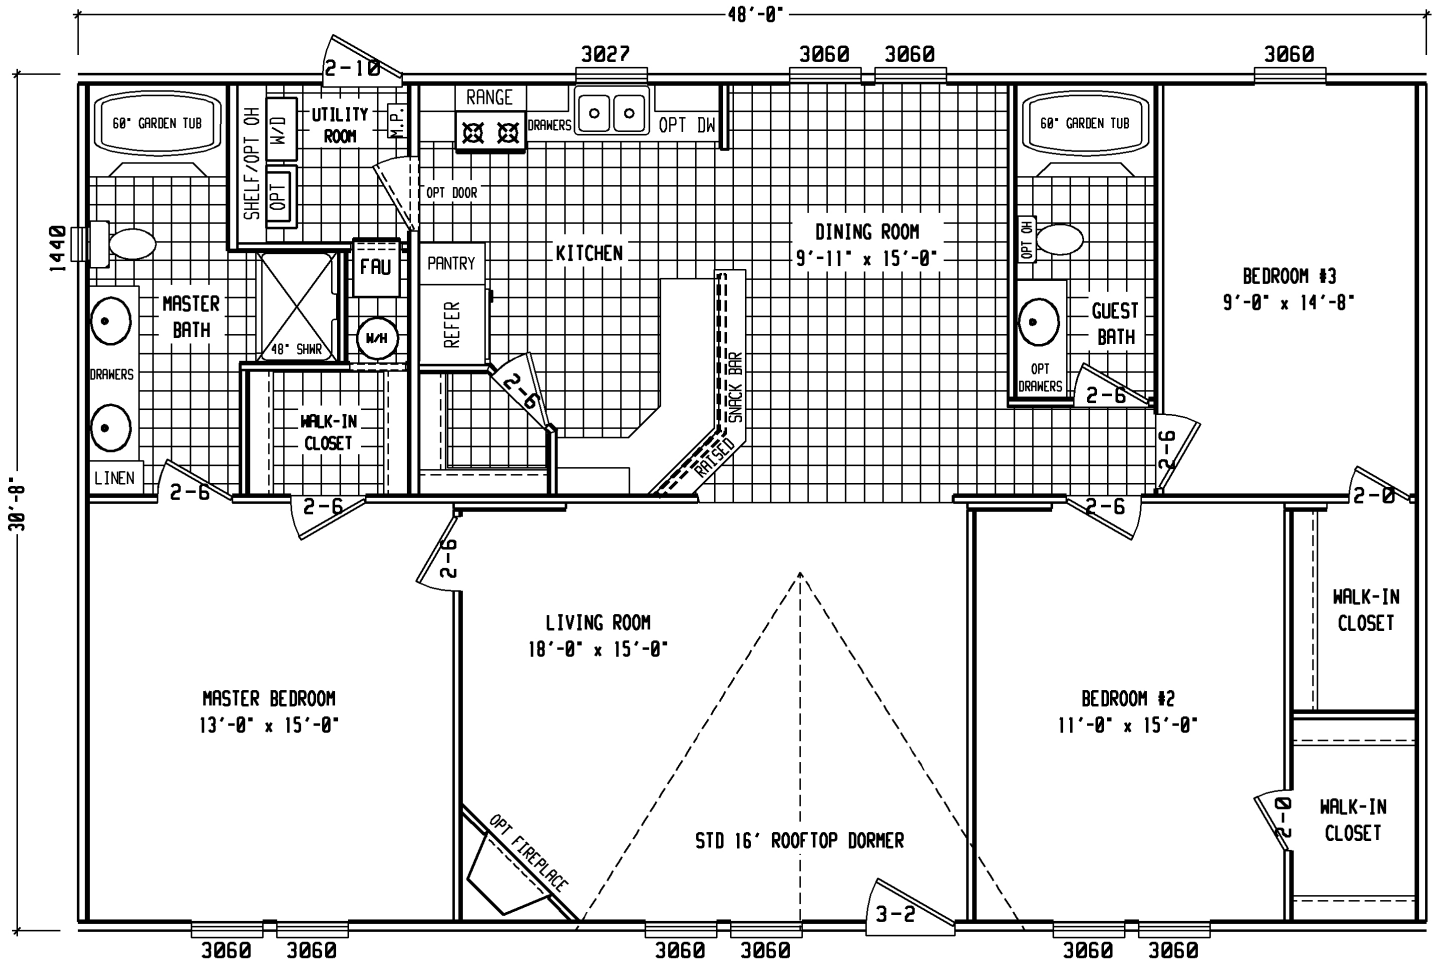 48'-0"
3027
3060
3060
3060
2-10
RANGE
UTILITY
ROOM
M.P.
W/D
SHELF/OPT OH
OPT
60" GARDEN TUB
DRAWERS
OPT DW
60" GARDEN TUB
OPT DOOR
1440
KITCHEN
DINING ROOM
9'-11" x 15'-0"
OPT OH
PANTRY
FAU
BEDROOM #3
9'-0" x 14'-8"
MASTER
BATH
REFER
W/H
48" SHWR
GUEST
BATH
DRAWERS
OPT
DRAWERS
SNACK BAR
RAISED
2-6
2-6
2-6
WALK-IN
CLOSET
LINEN
2-6
2-6
2-6
2-0
30'-8"
2-6
LIVING ROOM
18'-0" x 15'-0"
WALK-IN
CLOSET
MASTER BEDROOM
13'-0" x 15'-0"
BEDROOM #2
11'-0" x 15'-0"
OPT FIREPLACE
STD 16' ROOFTOP DORMER
2-0
WALK-IN
CLOSET
3-2
3060
3060
3060
3060
3060
3060